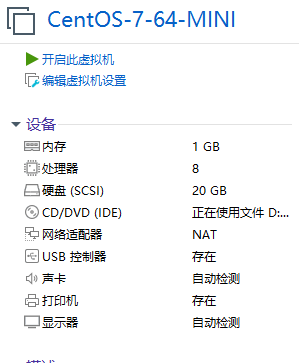 CentOS-7-64-MINI
开启此虚拟机
编辑虚拟机设置
设备
内存 1 GB
处理器 8
硬盘 (SCSI) 20 GB
CD/DVD (IDE) 正在使用文件 D:...
网络适配器 NAT
USB 控制器 存在
声卡 自动检测
打印机 存在
显示器 自动检测